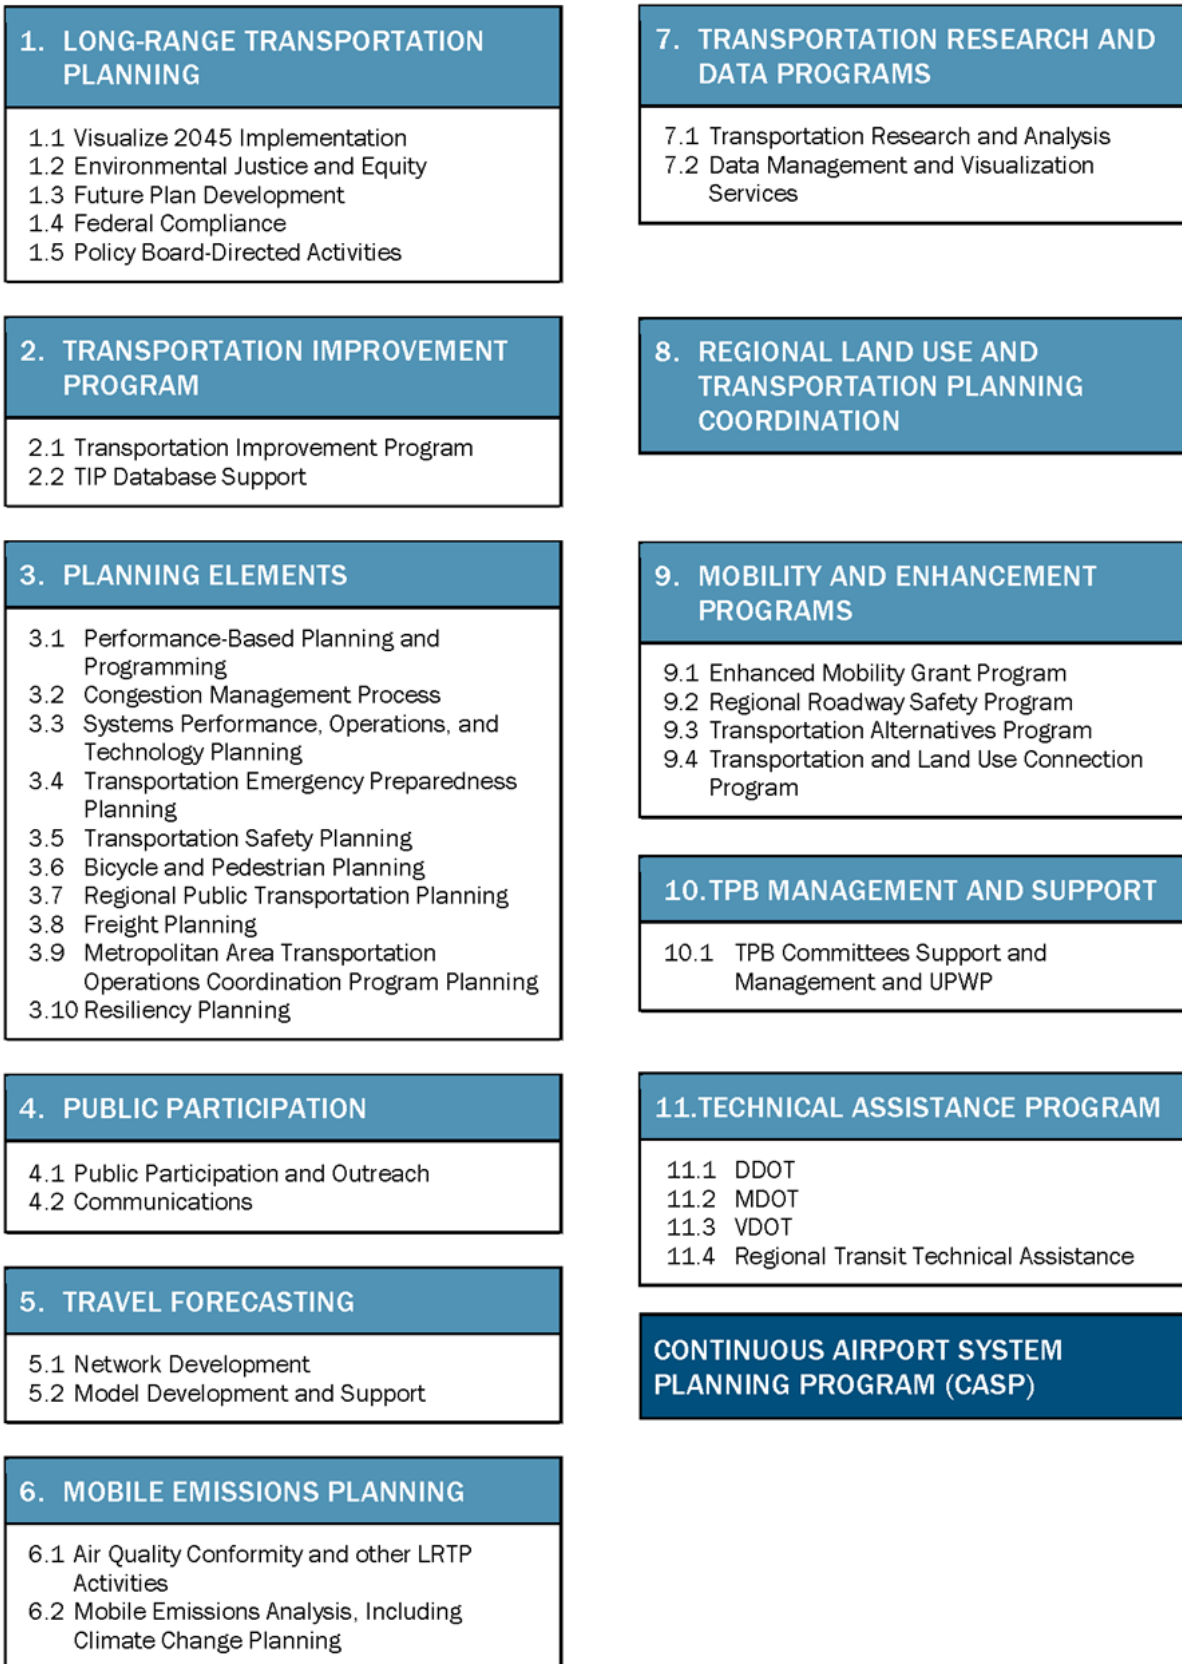 1. LONG-RANGE TRANSPORTATION
PLANNING
1.1 Visualize 2045 Implementation
1.2 Environmental Justice and Equity
1.3 Future Plan Development
1.4 Federal Compliance
1.5 Policy Board-Directed Activities
2. TRANSPORTATION IMPROVEMENT
PROGRAM
2.1 Transportation Improvement Program
2.2 TIP Database Support
3. PLANNING ELEMENTS
3.1 Performance-Based Planning and
Programming
3.2 Congestion Management Process
3.3 Systems Performance, Operations, and
Technology Planning
3.4 Transportation Emergency Preparedness
Planning
3.5 Transportation Safety Planning
3.6 Bicycle and Pedestrian Planning
3.7 Regional Public Transportation Planning
3.8 Freight Planning
3.9 Metropolitan Area Transportation
Operations Coordination Program Planning
3.10 Resiliency Planning
4. PUBLIC PARTICIPATION
4.1 Public Participation and Outreach
4.2 Communications
5. TRAVEL FORECASTING
5.1 Network Development
5.2 Model Development and Support
6. MOBILE EMISSIONS PLANNING
6.1 Air Quality Conformity and other LRTP
Activities
6.2 Mobile Emissions Analysis, Including
Climate Change Planning
7. TRANSPORTATION RESEARCH AND
DATA PROGRAMS
7.1 Transportation Research and Analysis
7.2 Data Management and Visualization
Services
8. REGIONAL LAND USE AND
TRANSPORTATION PLANNING
COORDINATION
9. MOBILITY AND ENHANCEMENT
PROGRAMS
9.1 Enhanced Mobility Grant Program
9.2 Regional Roadway Safety Program
9.3 Transportation Alternatives Program
9.4 Transportation and Land Use Connection
Program
10.TPB MANAGEMENT AND SUPPORT
10.1 TPB Committees Support and
Management and UPWP
11.TECHNICAL ASSISTANCE PROGRAM
11.1 DDOT
11.2 MDOT
11.3 VDOT
11.4 Regional Transit Technical Assistance
CONTINUOUS AIRPORT SYSTEM
PLANNING PROGRAM (CASP)